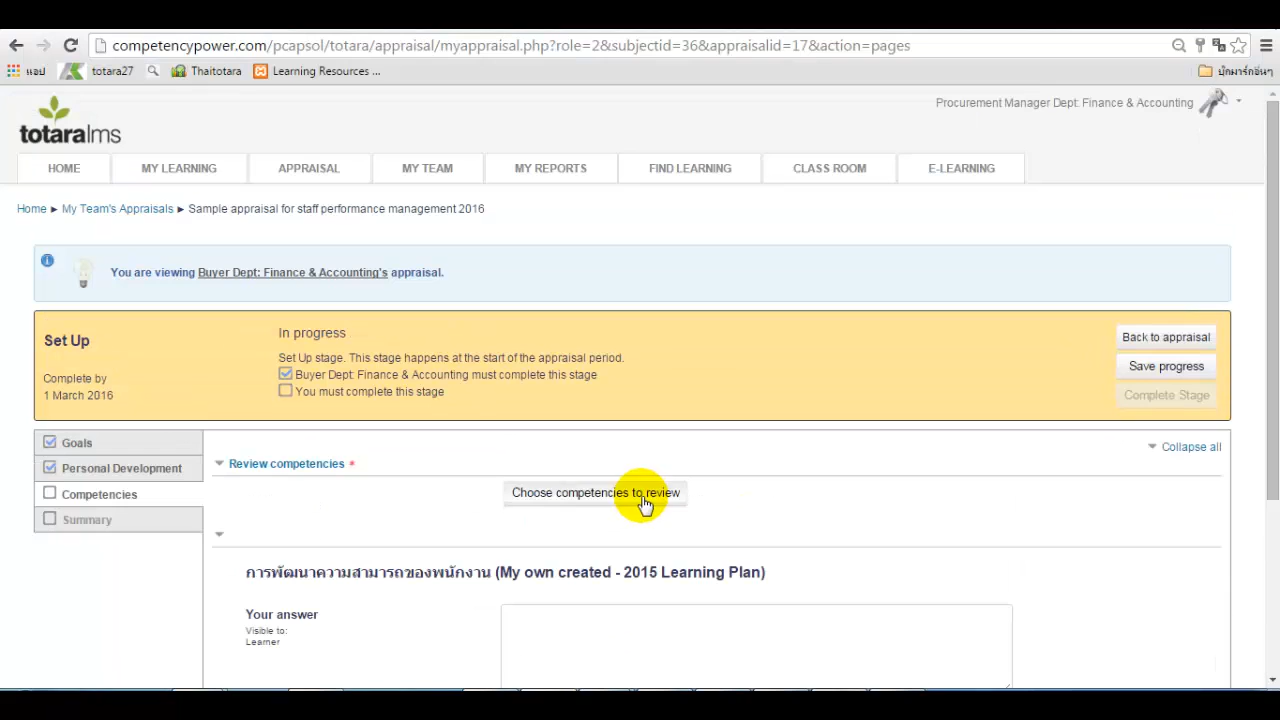 competencypower.com/pcapsol/totara/appraisal/myappraisal.php?role=2&subjectid=36&appraisalid=17&action=pages
แอป totara27 Thaitotara Learning Resources ... บุ๊กมาร์กอื่นๆ
totaralms
Procurement Manager Dept: Finance & Accounting
HOME MY LEARNING APPRAISAL MY TEAM MY REPORTS FIND LEARNING CLASS ROOM E-LEARNING
Home ► My Team's Appraisals ► Sample appraisal for staff performance management 2016
You are viewing Buyer Dept: Finance & Accounting's appraisal.
Set Up
Complete by
1 March 2016
In progress
Set Up stage. This stage happens at the start of the appraisal period.
Buyer Dept: Finance & Accounting must complete this stage
You must complete this stage
Back to appraisal
Save progress
Complete Stage
Goals
Personal Development
Competencies
Summary
Collapse all
Review competencies *
Choose competencies to review
การพัฒนาความสามารถของพนักงาน (My own created - 2015 Learning Plan)
Your answer
Visible to:
Learner